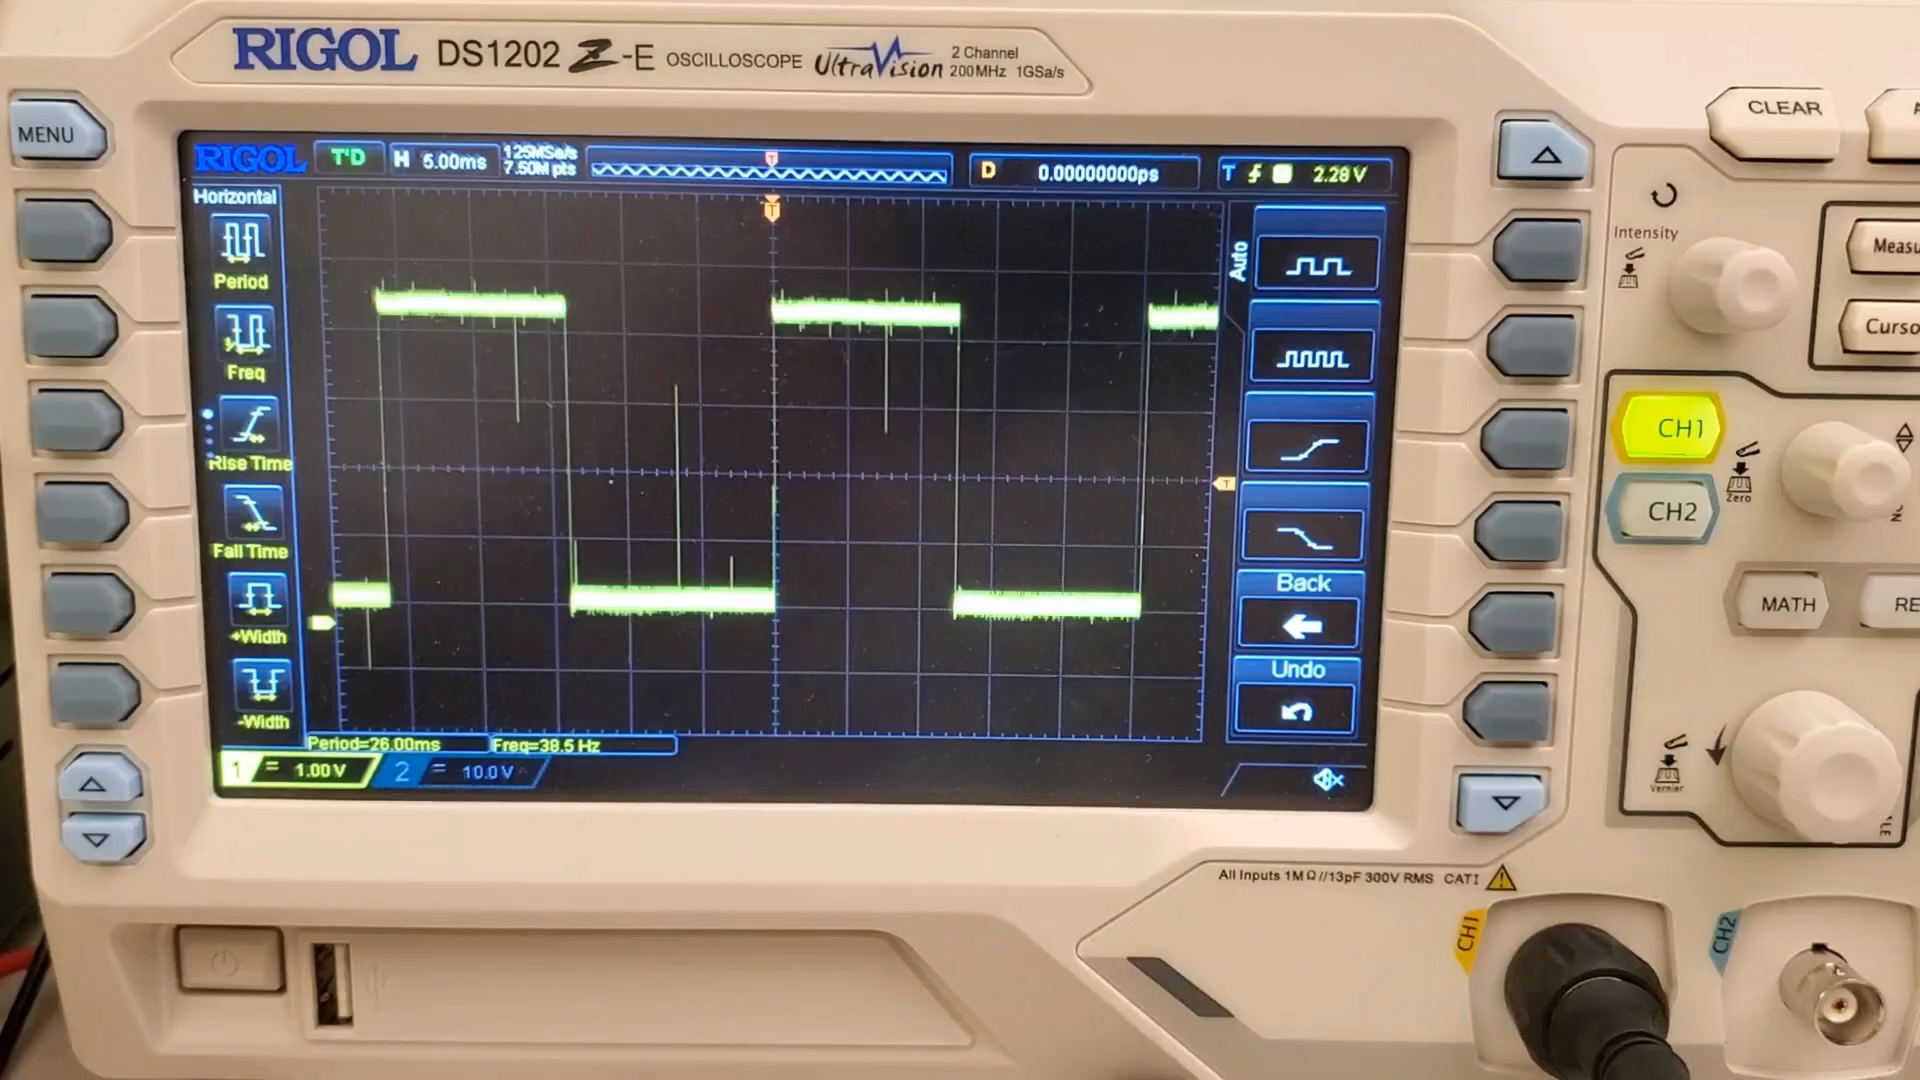 RIGOL DS1202 Z-E OSCILLOSCOPE UltraVision 2 Channel
200MHz 1GSa/s
MENU
CLEAR
RIGOL T'D H 5.00ms 125MSa/s
7.50M pts
D 0.00000000ps T 2.28 V
Horizontal
Period
Freq
Rise Time
Fall Time
+Width
-Width
Auto
Back
Undo
Period=26.00ms Freq=38.5 Hz
1 = 1.00 V 2 = 10.0 V
Intensity
Measu
Curso
CH1
CH2
Zero
MATH
RE
Vernier
All Inputs 1MΩ//13pF 300V RMS CAT I
CH1
CH2